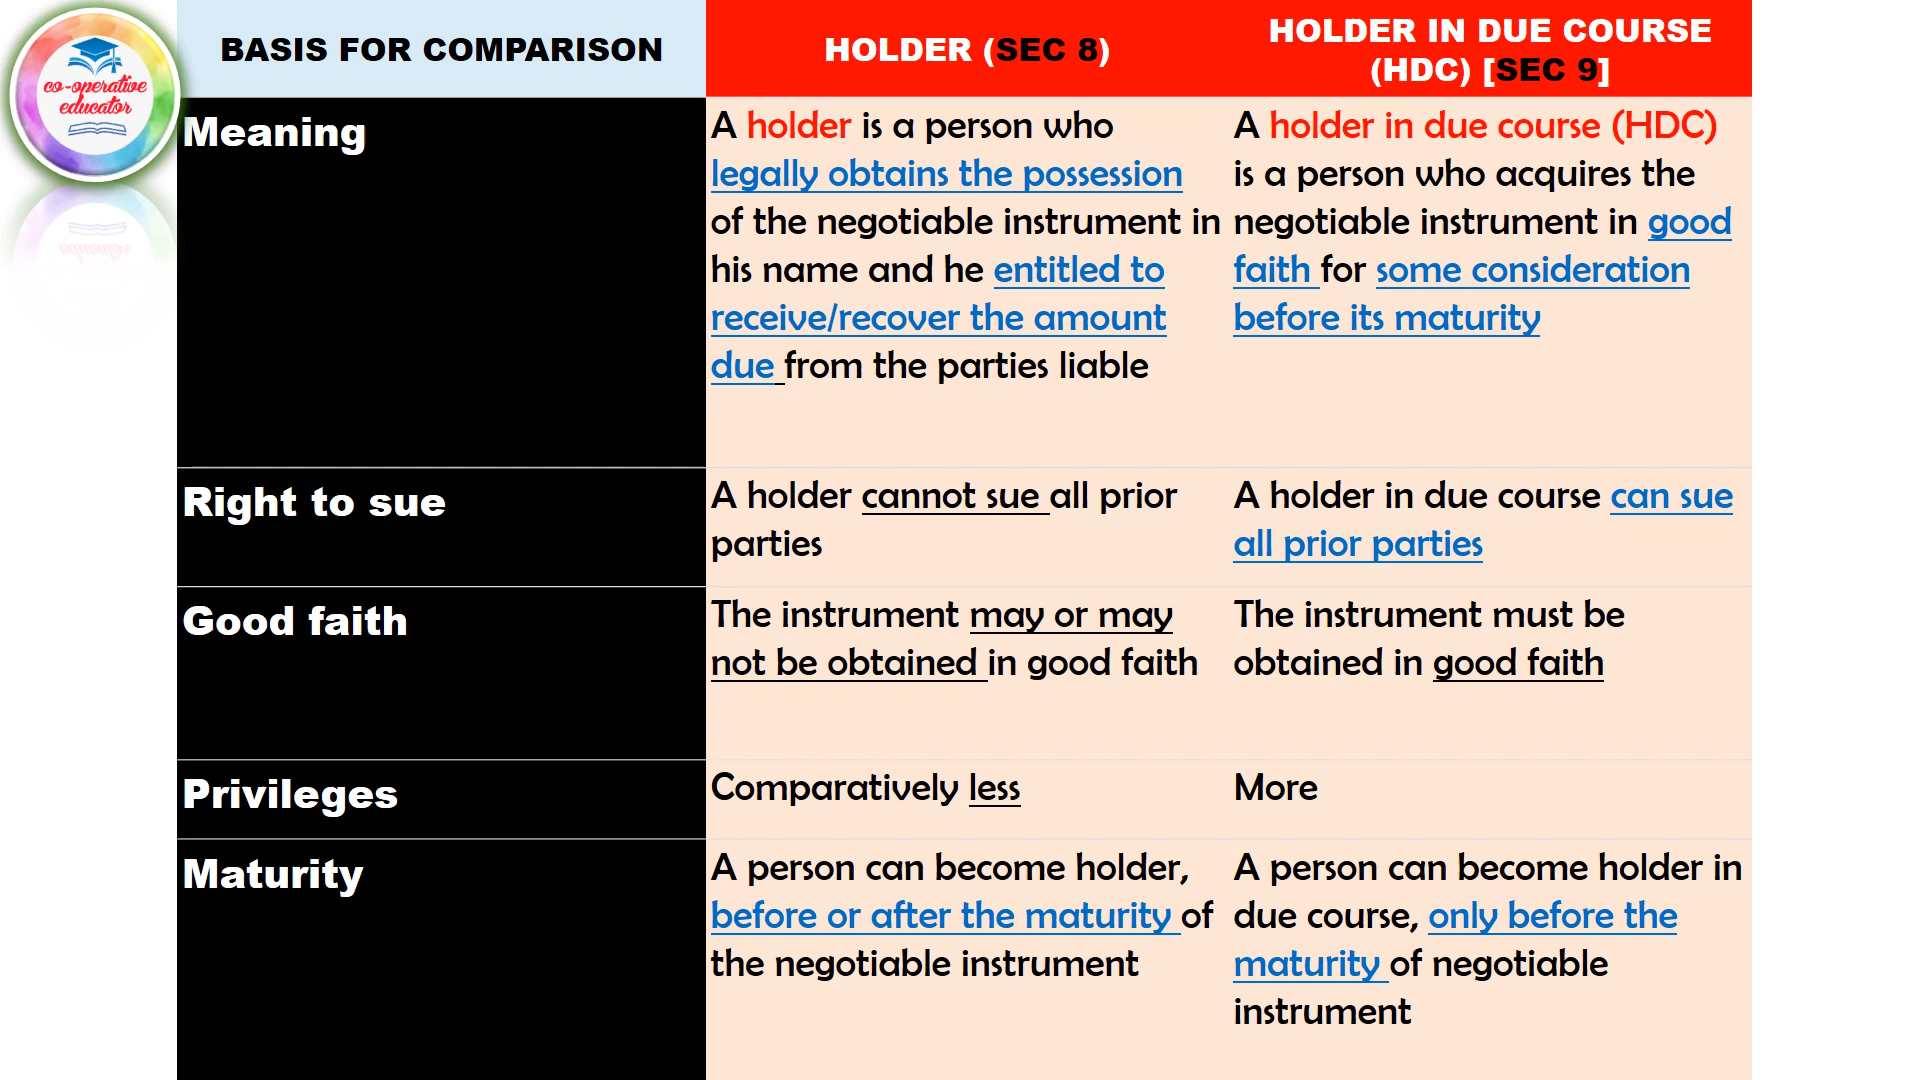 co-operative
educator
BASIS FOR COMPARISON
HOLDER (SEC 8)
HOLDER IN DUE COURSE
(HDC) [SEC 9]
Meaning
A holder is a person who
legally obtains the possession
of the negotiable instrument in
his name and he entitled to
receive/recover the amount
due from the parties liable
A holder in due course (HDC)
is a person who acquires the
negotiable instrument in good
faith for some consideration
before its maturity
Right to sue
A holder cannot sue all prior
parties
A holder in due course can sue
all prior parties
Good faith
The instrument may or may
not be obtained in good faith
The instrument must be
obtained in good faith
Privileges
Comparatively less
More
Maturity
A person can become holder,
before or after the maturity of
the negotiable instrument
A person can become holder in
due course, only before the
maturity of negotiable
instrument